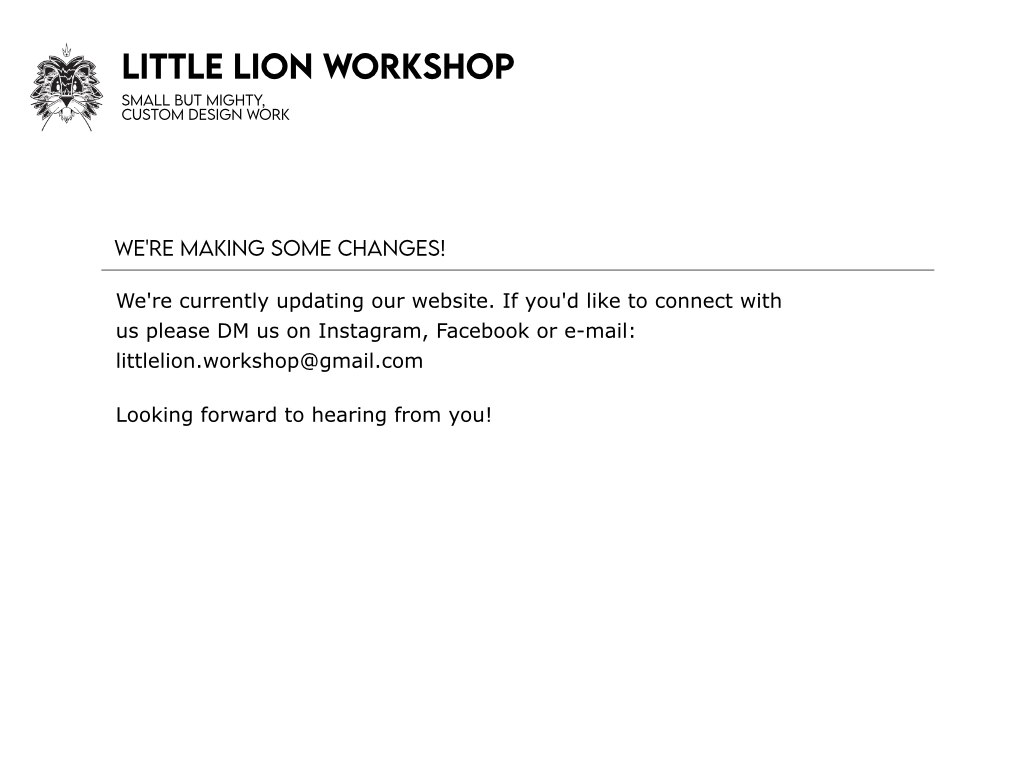 LITTLE LION WORKSHOP
SMALL BUT MIGHTY,
CUSTOM DESIGN WORK
WE'RE MAKING SOME CHANGES!
We're currently updating our website. If you'd like to connect with
us please DM us on Instagram, Facebook or e-mail:
littlelion.workshop@gmail.com
Looking forward to hearing from you!